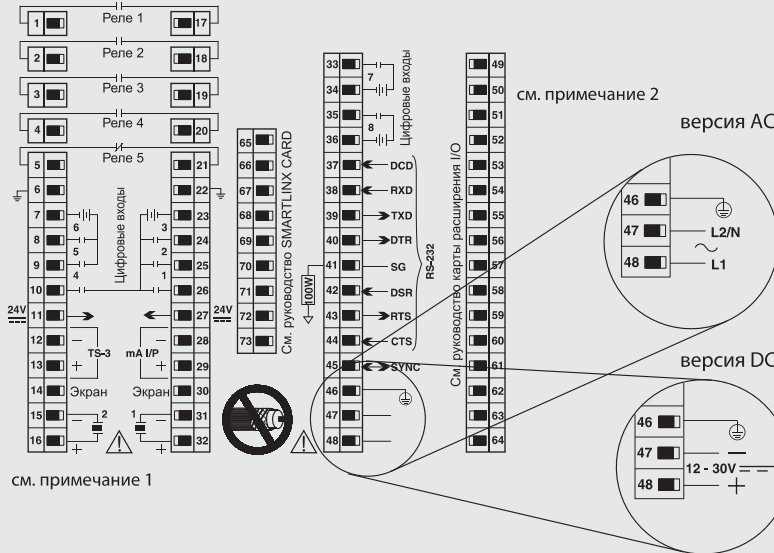 1 Реле 1 17
2 Реле 2 18
3 Реле 3 19
4 Реле 4 20
5 Реле 5 21
6 22
7 23
8 24
9 25
10 26
11 27
12 28
13 29
14 30
15 31
16 32
6
5
4
3
2
1
Цифровые входы
24V
24V
TS-3
mA I/P
− −
+ +
Экран Экран
− 2 1 −
+ +
см. примечание 1
65
66
67
68
69
70
71
72
73
См. руководство SMARTLINX CARD
100W
33
34
35
36
37 DCD
38 RXD
39 TXD
40 DTR
41 SG
42 DSR
43 RTS
44 CTS
45 SYNC
46
47
48
7
8
Цифровые входы
RS-232
См. руководство карты расширения I/O
49
50
51
52
53
54
55
56
57
58
59
60
61
62
63
64
см. примечание 2
версия AC
46
47 L2/N
48 L1
версия DC
46
47 −
12 - 30V
48 +